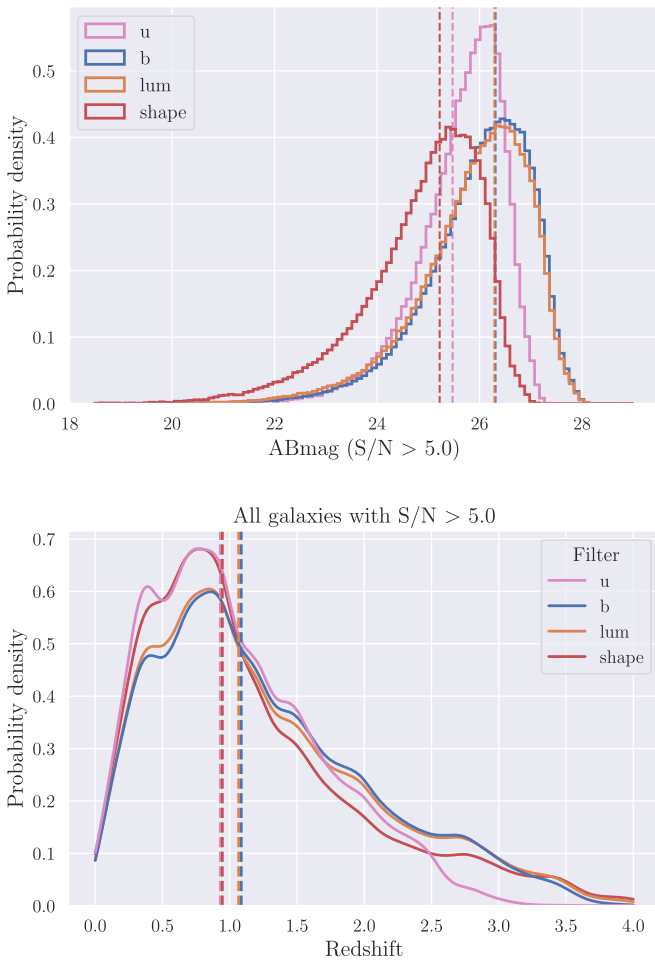 u
b
lum
shape
Probability density
0.5
0.4
0.3
0.2
0.1
0.0
18 20 22 24 26 28
ABmag (S/N > 5.0)
All galaxies with S/N > 5.0
Filter
u
b
lum
shape
Probability density
0.7
0.6
0.5
0.4
0.3
0.2
0.1
0.0
0.0 0.5 1.0 1.5 2.0 2.5 3.0 3.5 4.0
Redshift